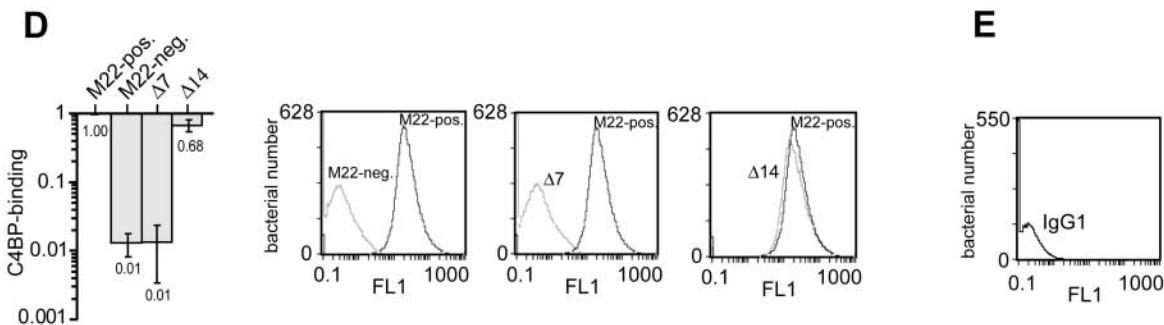 D
E
M22-pos.
M22-neg.
Δ7
Δ14
C4BP-binding
1
0.1
0.01
0.001
1.00
0.01
0.01
0.68
628
bacterial number
0
M22-pos.
M22-neg.
0.1 1000
FL1
628
bacterial number
0
M22-pos.
Δ7
0.1 1000
FL1
628
0
M22-pos.
Δ14
0.1 1000
FL1
550
bacterial number
0
IgG1
0.1 1000
FL1